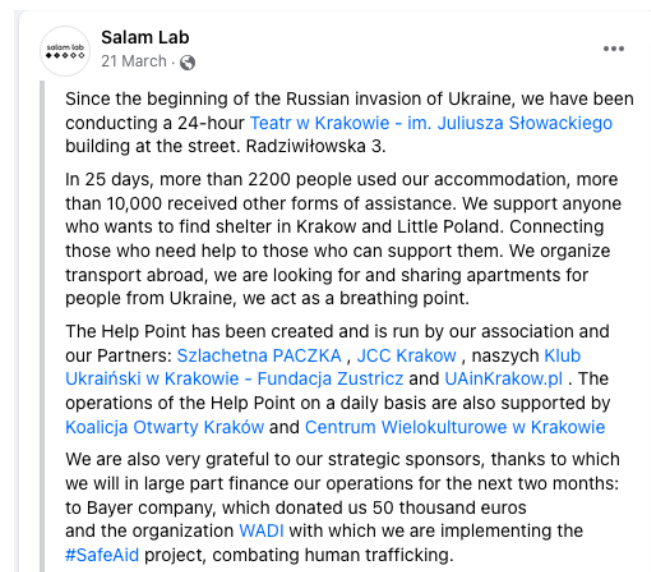 Salam Lab
salam lab
21 March ·
Since the beginning of the Russian invasion of Ukraine, we have been
conducting a 24-hour Teatr w Krakowie - im. Juliusza Słowackiego
building at the street. Radziwiłowska 3.
In 25 days, more than 2200 people used our accommodation, more
than 10,000 received other forms of assistance. We support anyone
who wants to find shelter in Krakow and Little Poland. Connecting
those who need help to those who can support them. We organize
transport abroad, we are looking for and sharing apartments for
people from Ukraine, we act as a breathing point.
The Help Point has been created and is run by our association and
our Partners: Szlachetna PACZKA , JCC Krakow , naszych Klub
Ukraiński w Krakowie - Fundacja Zustricz and UAinKrakow.pl . The
operations of the Help Point on a daily basis are also supported by
Koalicja Otwarty Kraków and Centrum Wielokulturowe w Krakowie
We are also very grateful to our strategic sponsors, thanks to which
we will in large part finance our operations for the next two months:
to Bayer company, which donated us 50 thousand euros
and the organization WADI with which we are implementing the
#SafeAid project, combating human trafficking.